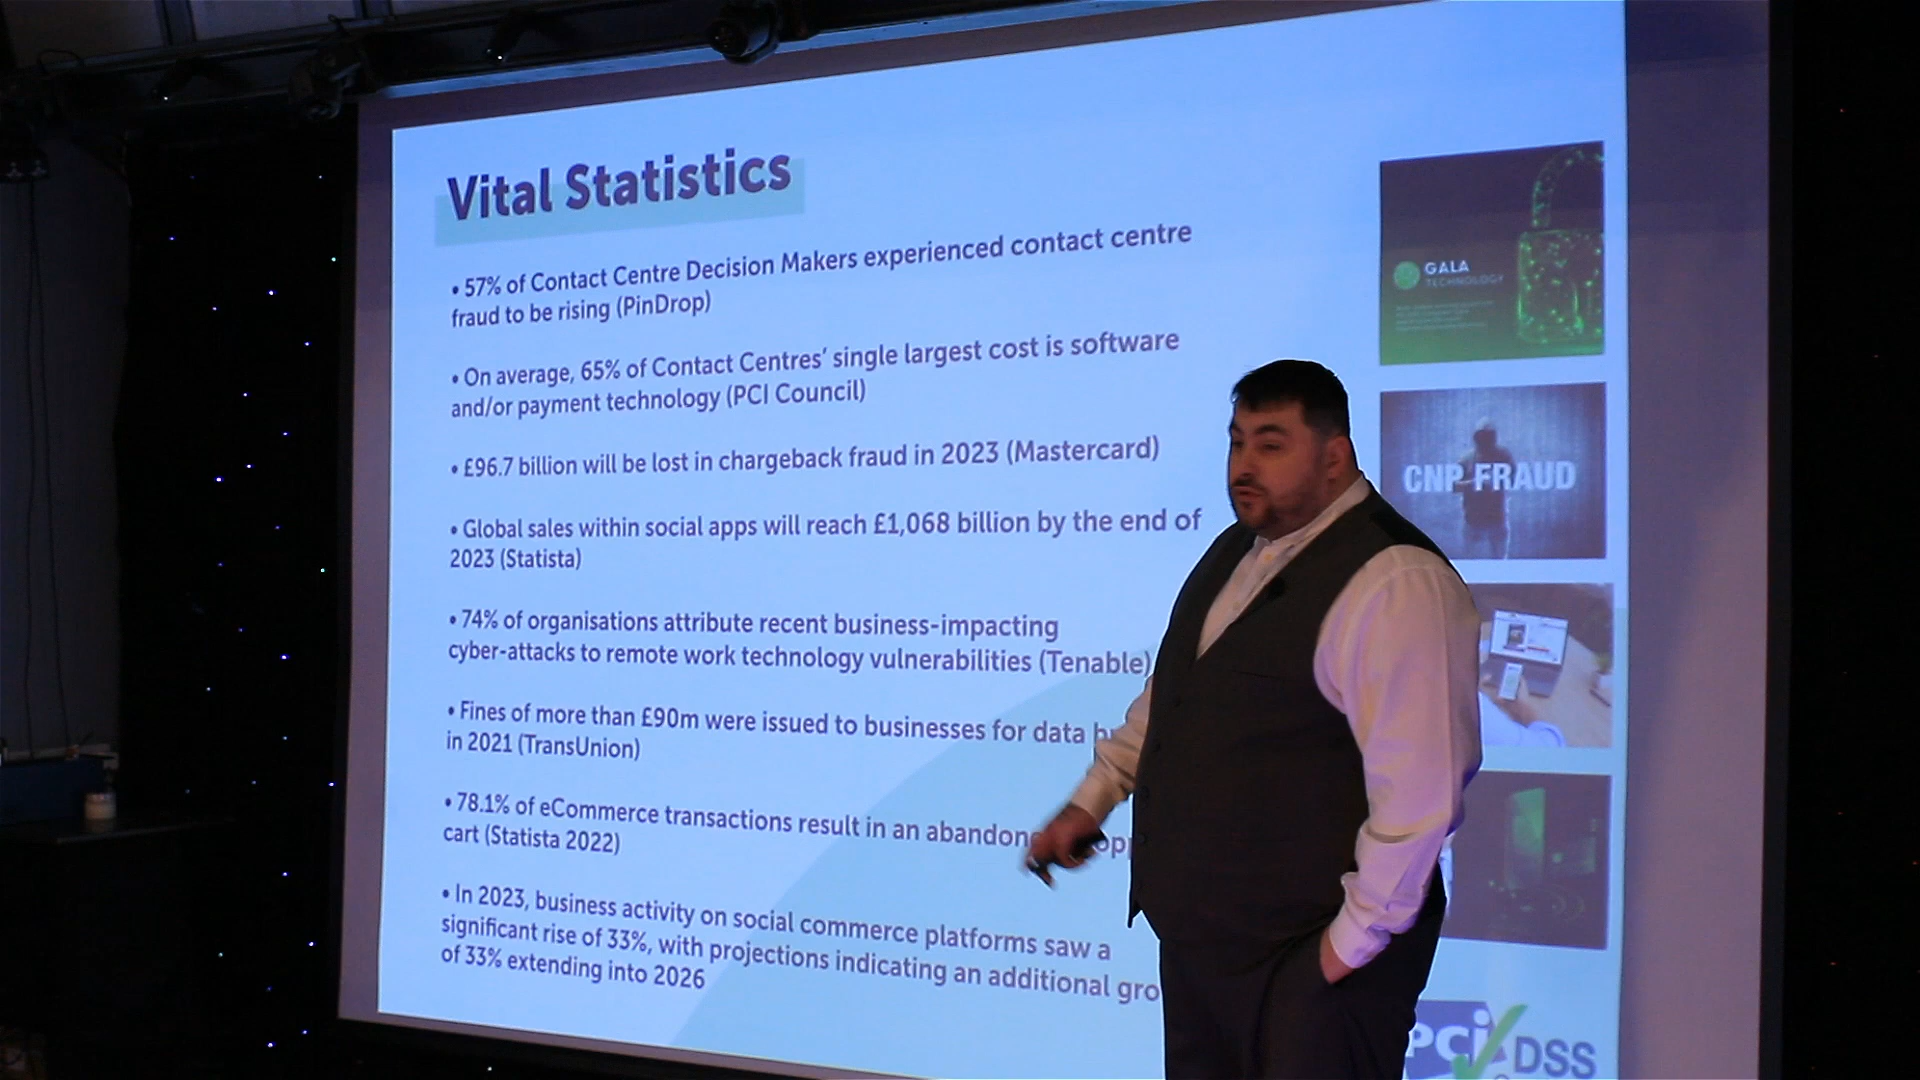 Vital Statistics
• 57% of Contact Centre Decision Makers experienced contact centre
fraud to be rising (PinDrop)
• On average, 65% of Contact Centres’ single largest cost is software
and/or payment technology (PCI Council)
• £96.7 billion will be lost in chargeback fraud in 2023 (Mastercard)
• Global sales within social apps will reach £1,068 billion by the end of
2023 (Statista)
• 74% of organisations attribute recent business-impacting
cyber-attacks to remote work technology vulnerabilities (Tenable)
• Fines of more than £90m were issued to businesses for data
in 2021 (TransUnion)
• 78.1% of eCommerce transactions result in an
cart (Statista 2022)
• In 2023, business activity on social commerce platforms saw a
significant rise of 33%, with projections indicating an additional
of 33% extending into 2026
GALA
TECHNOLOGY
CNP FRAUD
PCi DSS